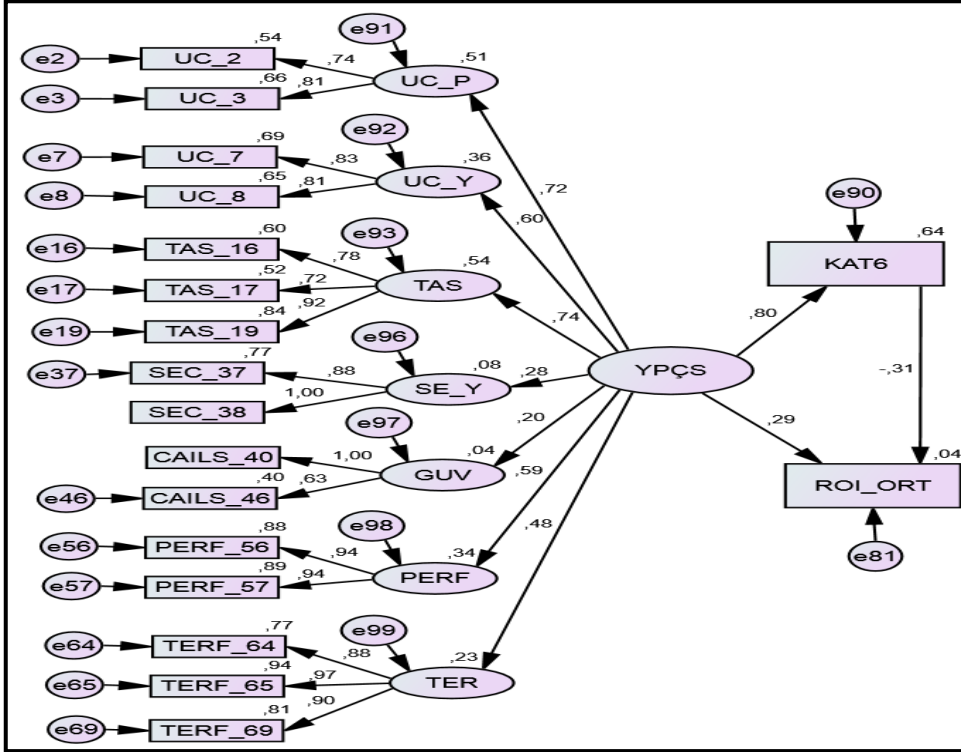 e91
,54
,51
e2
UC_2
,74
UC_P
,66
,81
e3
UC_3
e92
,69
,36
e7
UC_7
,83
UC_Y
,72
,65
,81
e8
UC_8
,60
e90
,60
e93
,64
e16
TAS_16
,78
,54
KAT6
,52
,72
e17
TAS_17
TAS
,84
,92
,80
e19
TAS_19
,74
,77
e96
e37
SEC_37
,88
,08
YPÇS
-,31
1,00
SE_Y
,28
SEC_38
e97
,20
,29
CAILS_40
1,00
,04
,04
,40
,63
GUV
,59
e46
CAILS_46
ROI_ORT
,88
e98
,48
e56
PERF_56
,94
,34
e81
,89
,94
PERF
e57
PERF_57
,77
e99
e64
TERF_64
,88
,23
,94
,97
e65
TERF_65
TER
,81
,90
e69
TERF_69